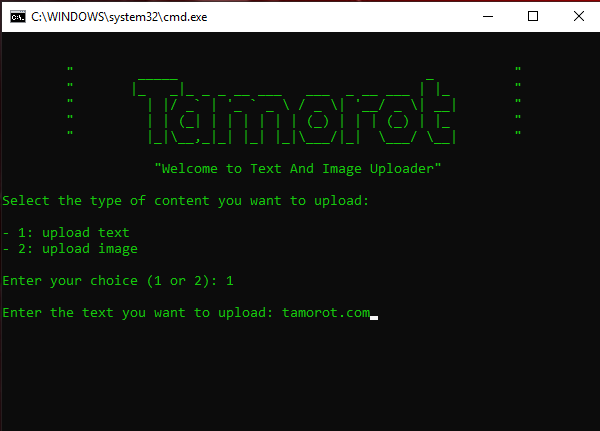 C:\WINDOWS\system32\cmd.exe
Tamorot
"Welcome to Text And Image Uploader"
Select the type of content you want to upload:
- 1: upload text
- 2: upload image
Enter your choice (1 or 2): 1
Enter the text you want to upload: tamorot.com